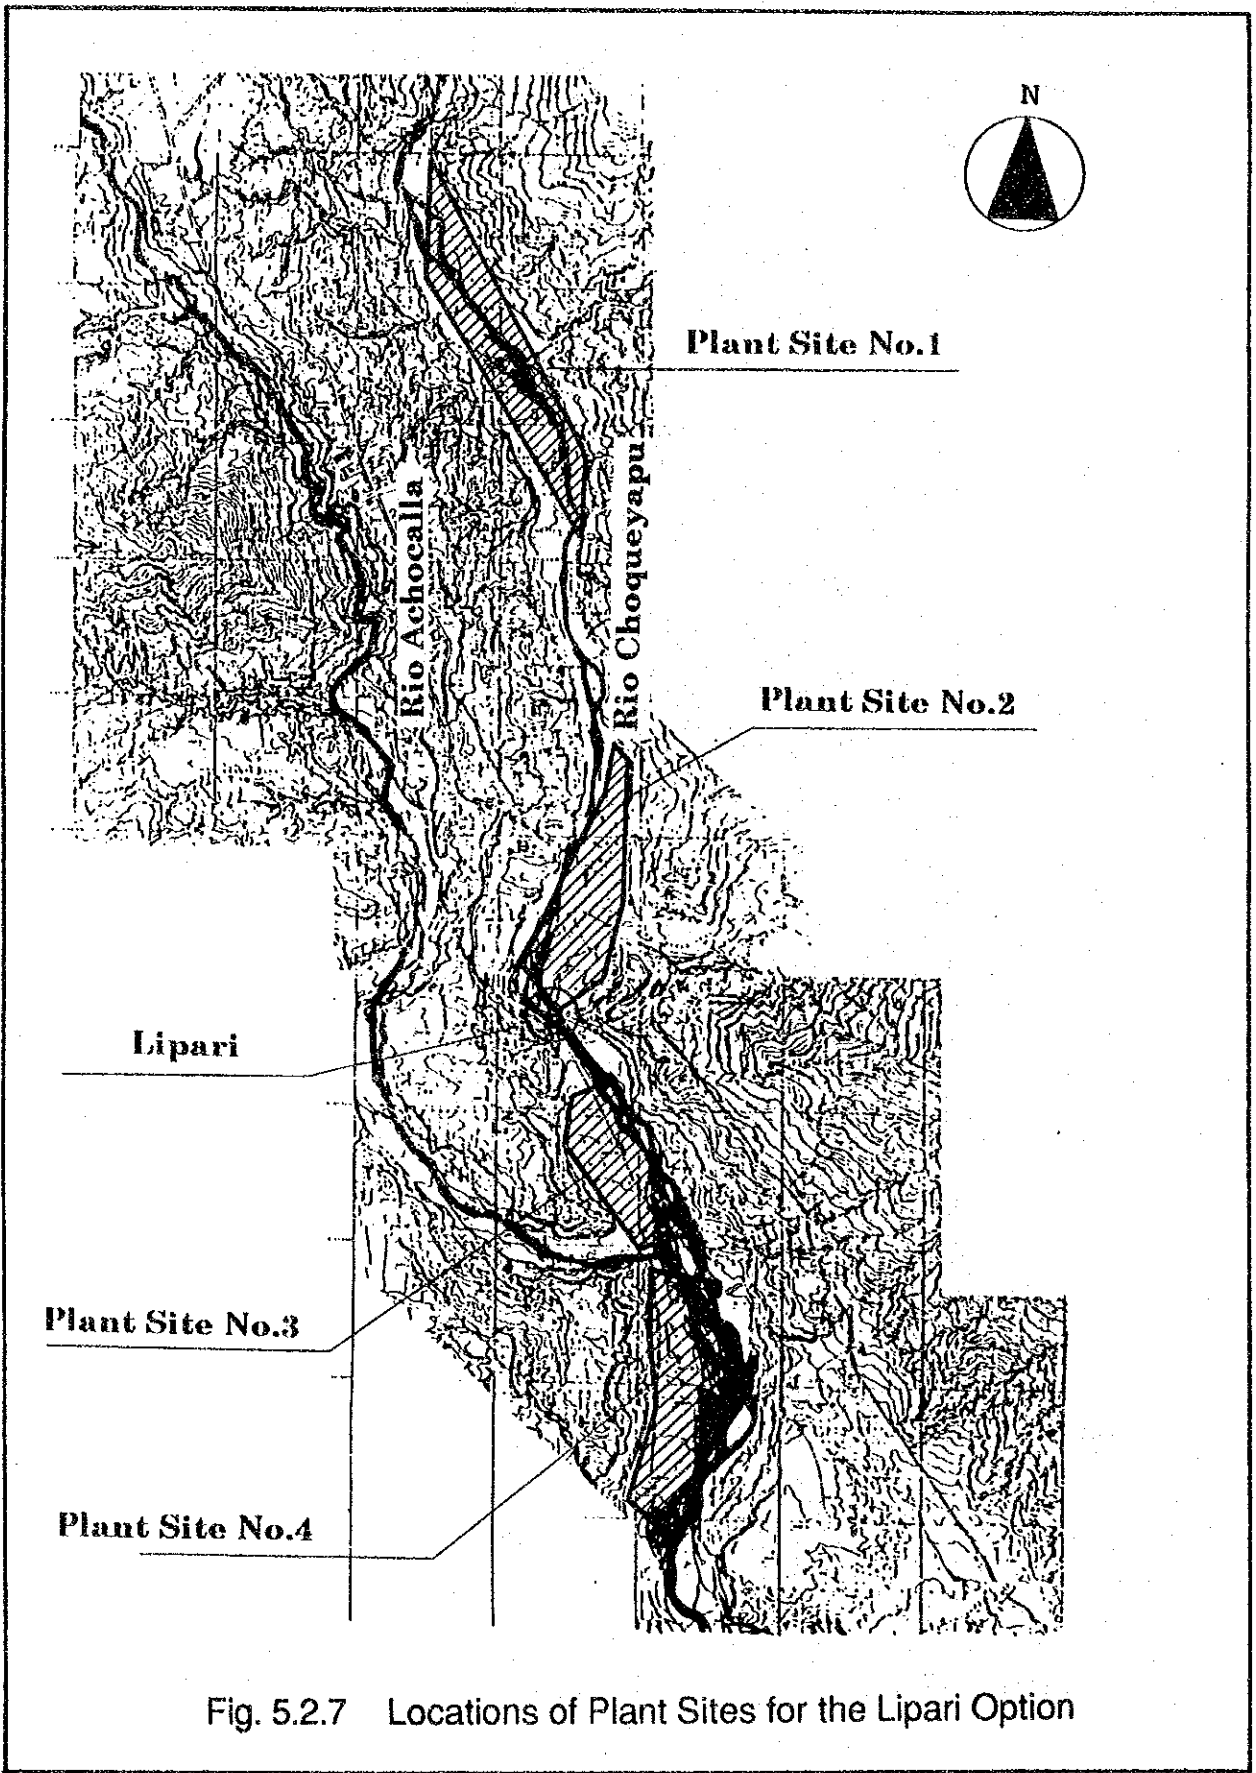 N
Plant Site No.1
Rio Achocalla
Rio Choqueyapu
Plant Site No.2
Lipari
Plant Site No.3
Plant Site No.4
Fig. 5.2.7 Locations of Plant Sites for the Lipari Option